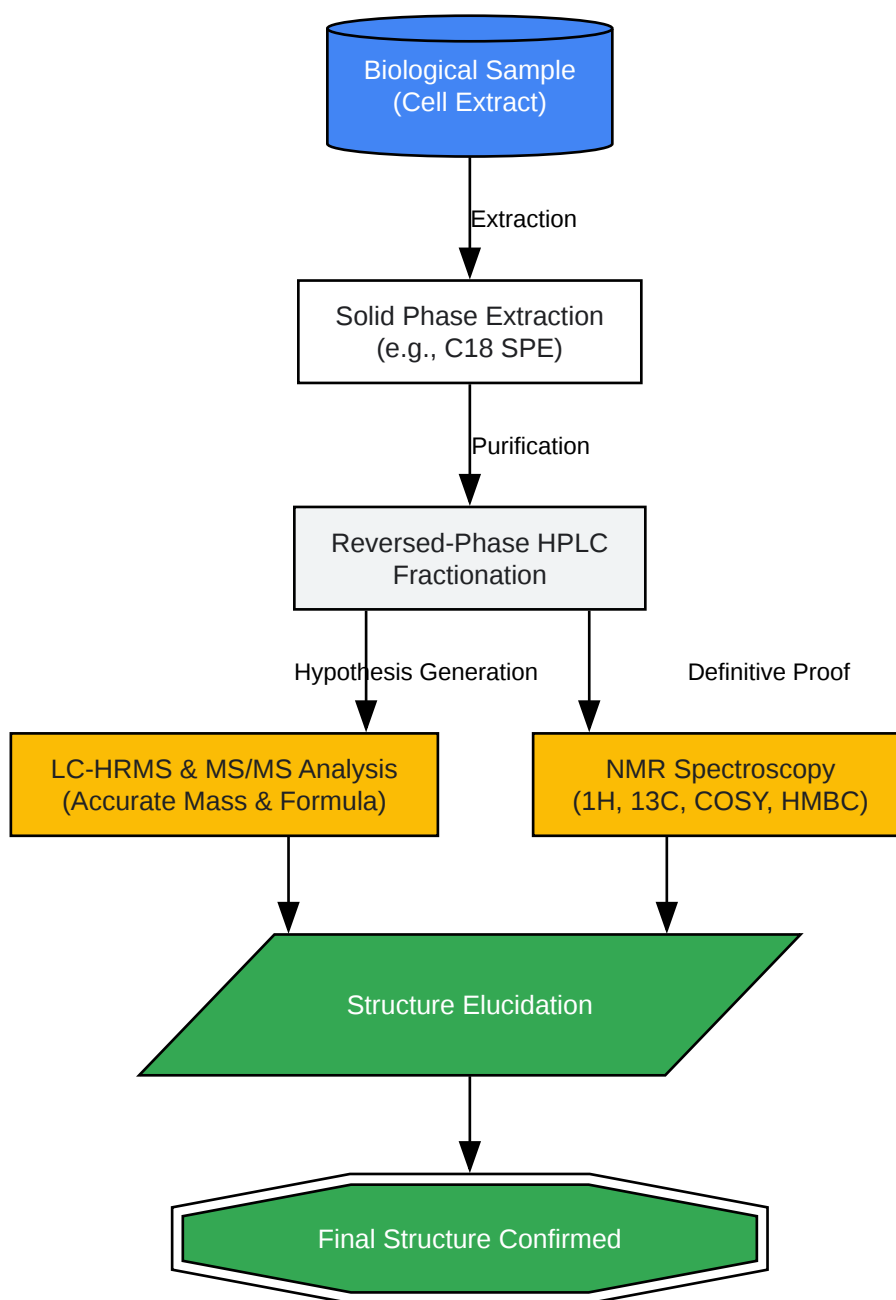 Biological Sample
(Cell Extract)
Extraction
Solid Phase Extraction
(e.g., C18 SPE)
Purification
Reversed-Phase HPLC
Fractionation
Hypothesis Generation
Definitive Proof
LC-HRMS & MS/MS Analysis
(Accurate Mass & Formula)
NMR Spectroscopy
(1H, 13C, COSY, HMBC)
Structure Elucidation
Final Structure Confirmed